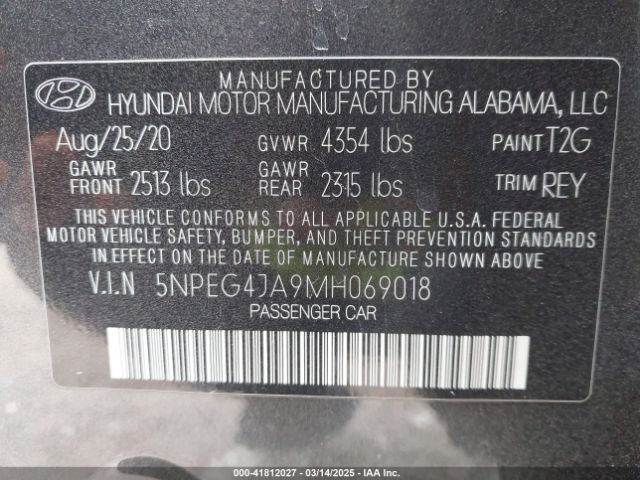 MANUFACTURED BY
HYUNDAI MOTOR MANUFACTURING ALABAMA, LLC
Aug/25/20 GVWR 4354 lbs PAINT T2G
GAWR FRONT 2513 lbs GAWR REAR 2315 lbs TRIM REY
THIS VEHICLE CONFORMS TO ALL APPLICABLE U.S.A. FEDERAL
MOTOR VEHICLE SAFETY, BUMPER, AND THEFT PREVENTION STANDARDS
IN EFFECT ON THE DATE OF MANUFACTURE SHOWN ABOVE.
V.I.N 5NPEG4JA9MH069018
PASSENGER CAR
000-41812027 - 03/14/2025 - IAA Inc.